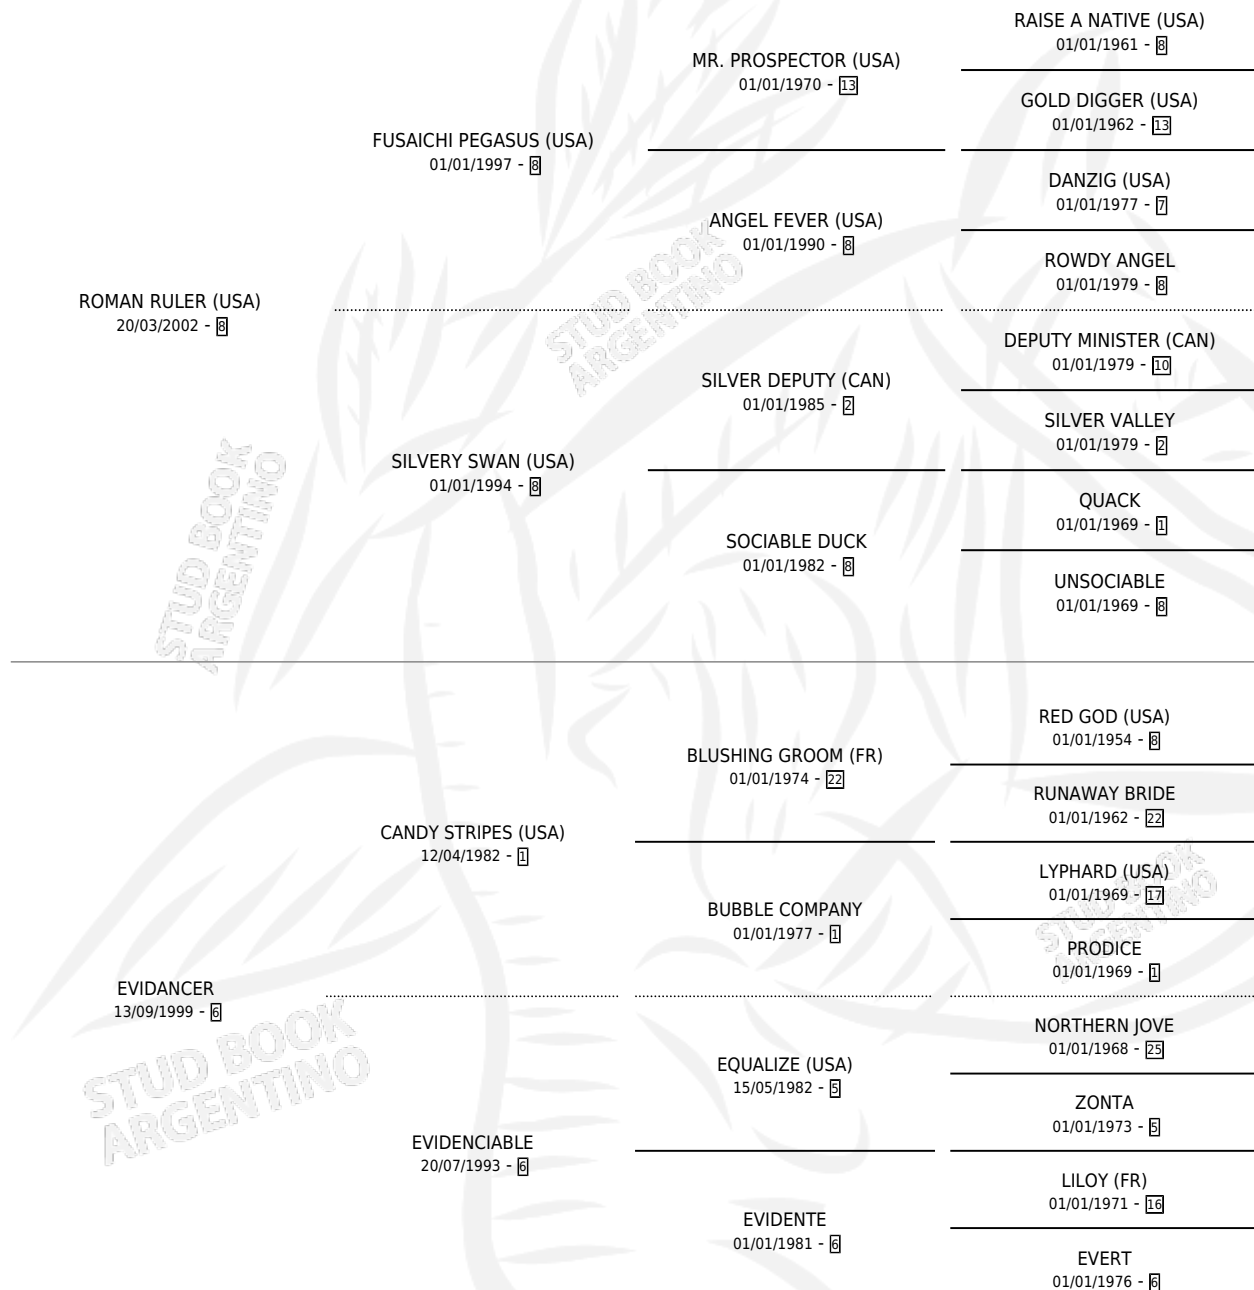 RAISE A NATIVE (USA)
01/01/1961 - 8
MR. PROSPECTOR (USA)
01/01/1970 - 13
GOLD DIGGER (USA)
01/01/1962 - 13
FUSAICHI PEGASUS (USA)
01/01/1997 - 8
DANZIG (USA)
01/01/1977 - 7
ANGEL FEVER (USA)
01/01/1990 - 8
ROWDY ANGEL
01/01/1979 - 8
ROMAN RULER (USA)
20/03/2002 - 8
DEPUTY MINISTER (CAN)
01/01/1979 - 10
SILVER DEPUTY (CAN)
01/01/1985 - 2
SILVER VALLEY
01/01/1979 - 2
SILVERY SWAN (USA)
01/01/1994 - 8
QUACK
01/01/1969 - 1
SOCIABLE DUCK
01/01/1982 - 8
UNSOCIABLE
01/01/1969 - 8
STUD BOOK
ARGENTINO
STUD BOOK
ARGENTINO
RED GOD (USA)
01/01/1954 - 8
BLUSHING GROOM (FR)
01/01/1974 - 22
RUNAWAY BRIDE
01/01/1962 - 22
CANDY STRIPES (USA)
12/04/1982 - 1
LYPHARD (USA)
01/01/1969 - 17
BUBBLE COMPANY
01/01/1977 - 1
PRODICE
01/01/1969 - 1
EVIDANCER
13/09/1999 - 6
NORTHERN JOVE
01/01/1968 - 25
EQUALIZE (USA)
15/05/1982 - 5
ZONTA
01/01/1973 - 5
EVIDENCIABLE
20/07/1993 - 6
LILOY (FR)
01/01/1971 - 16
EVIDENTE
01/01/1981 - 6
EVERT
01/01/1976 - 6
STUD BOOK
ARGENTINO
STUD BOOK
ARGENTINO